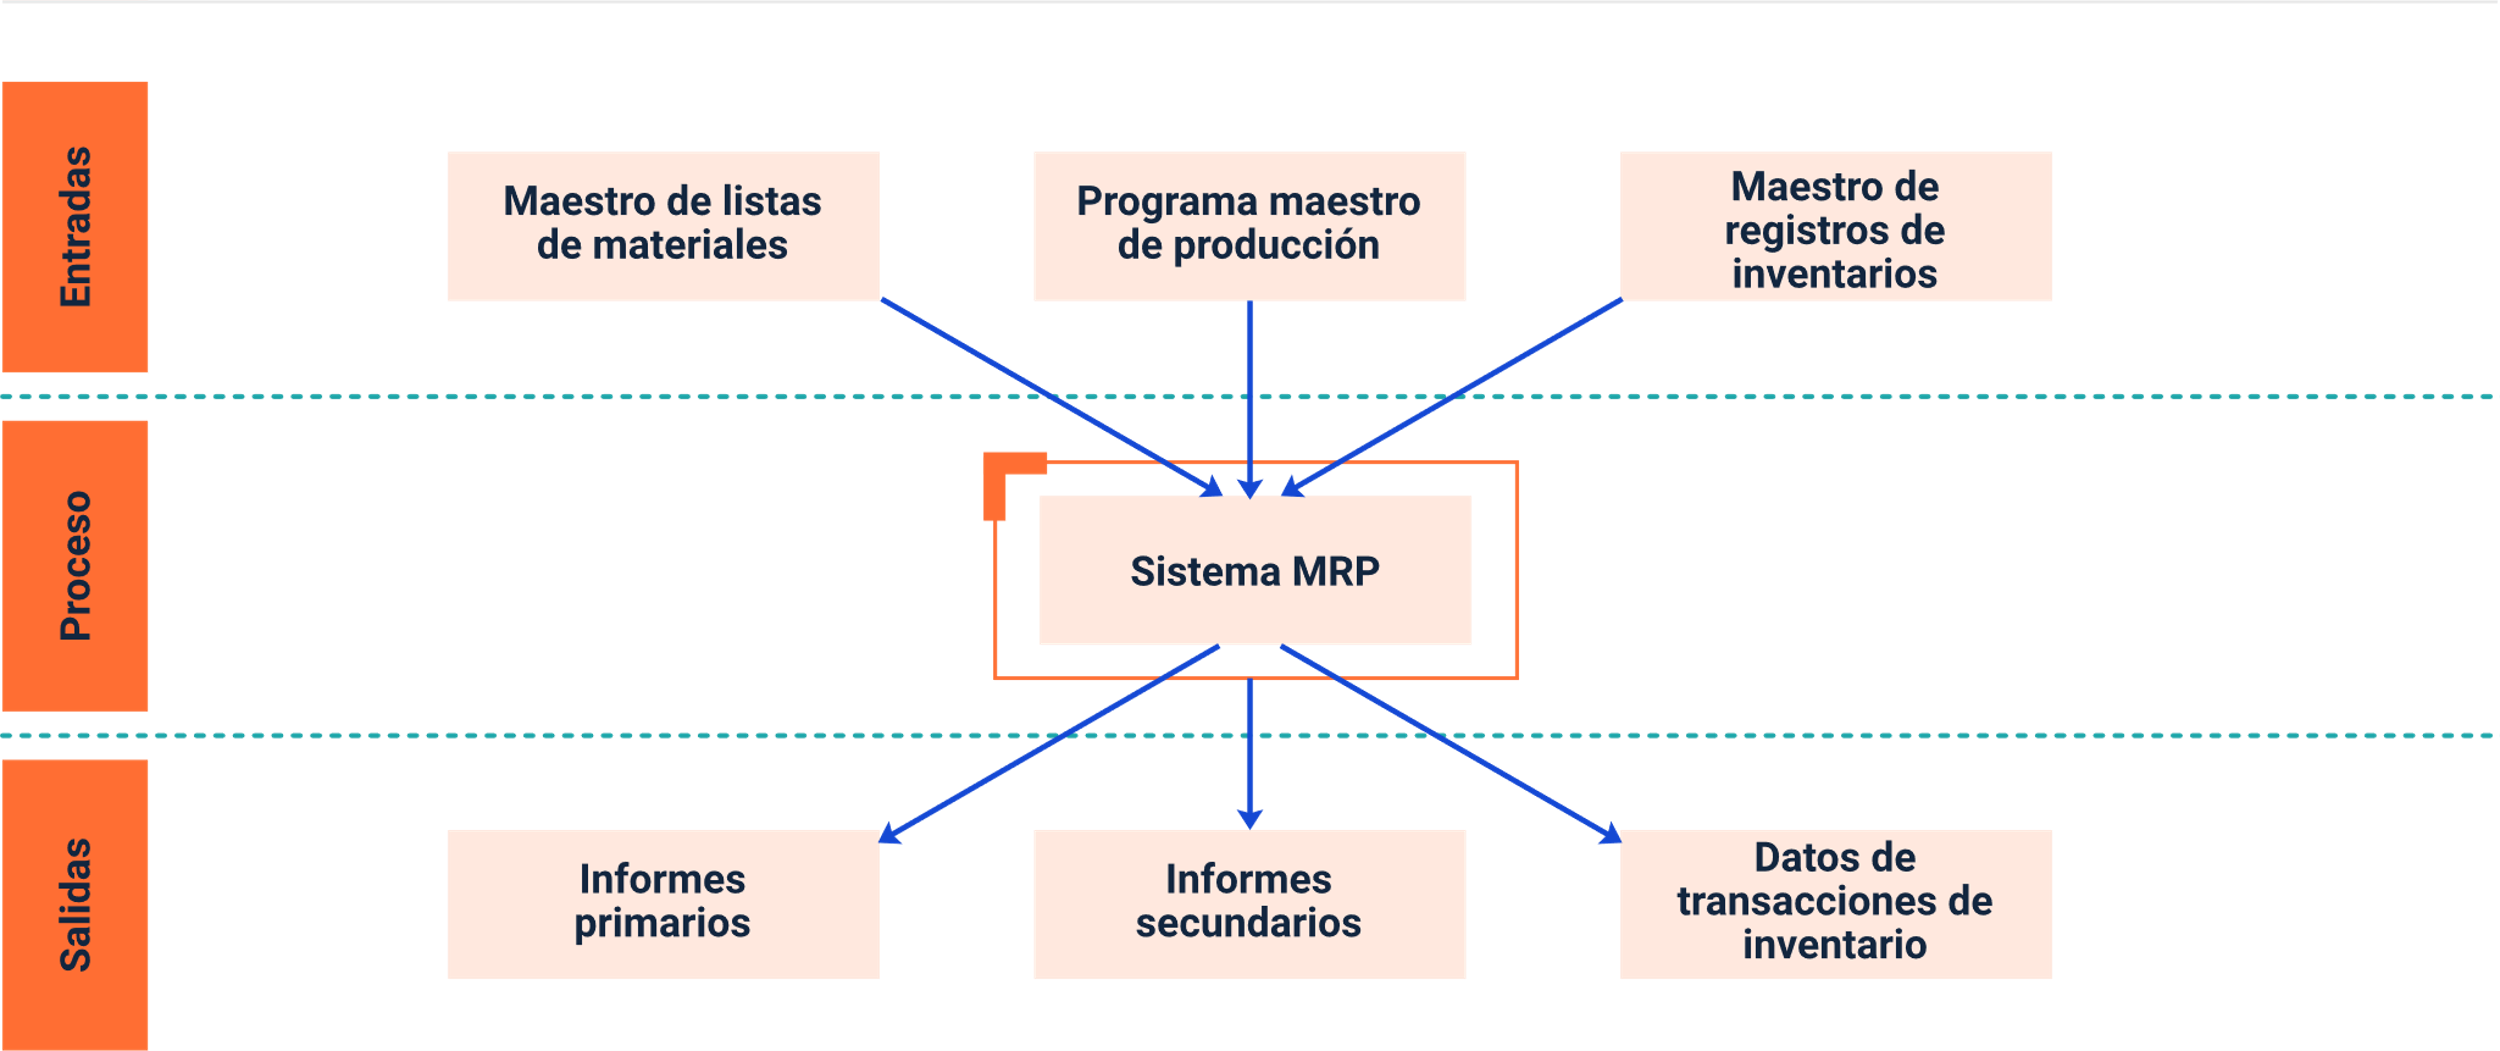 Entradas
Maestro de listas
de materiales
Programa maestro
de producción
Maestro de
registros de
inventarios
Proceso
Sistema MRP
Salidas
Informes
primarios
Informes
secundarios
Datos de
transacciones de
inventario